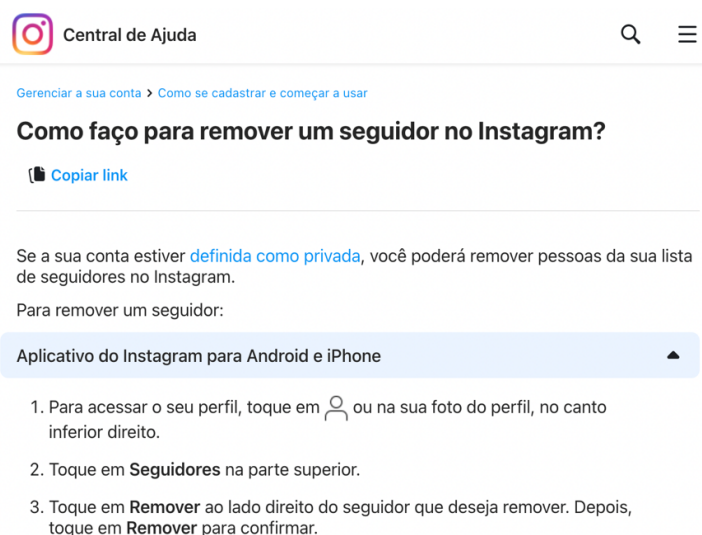 Central de Ajuda
Gerenciar a sua conta > Como se cadastrar e começar a usar
Como faço para remover um seguidor no Instagram?
Copiar link
Se a sua conta estiver definida como privada, você poderá remover pessoas da sua lista
de seguidores no Instagram.
Para remover um seguidor:
Aplicativo do Instagram para Android e iPhone
1. Para acessar o seu perfil, toque em ou na sua foto do perfil, no canto
inferior direito.
2. Toque em Seguidores na parte superior.
3. Toque em Remover ao lado direito do seguidor que deseja remover. Depois,
toque em Remover para confirmar.